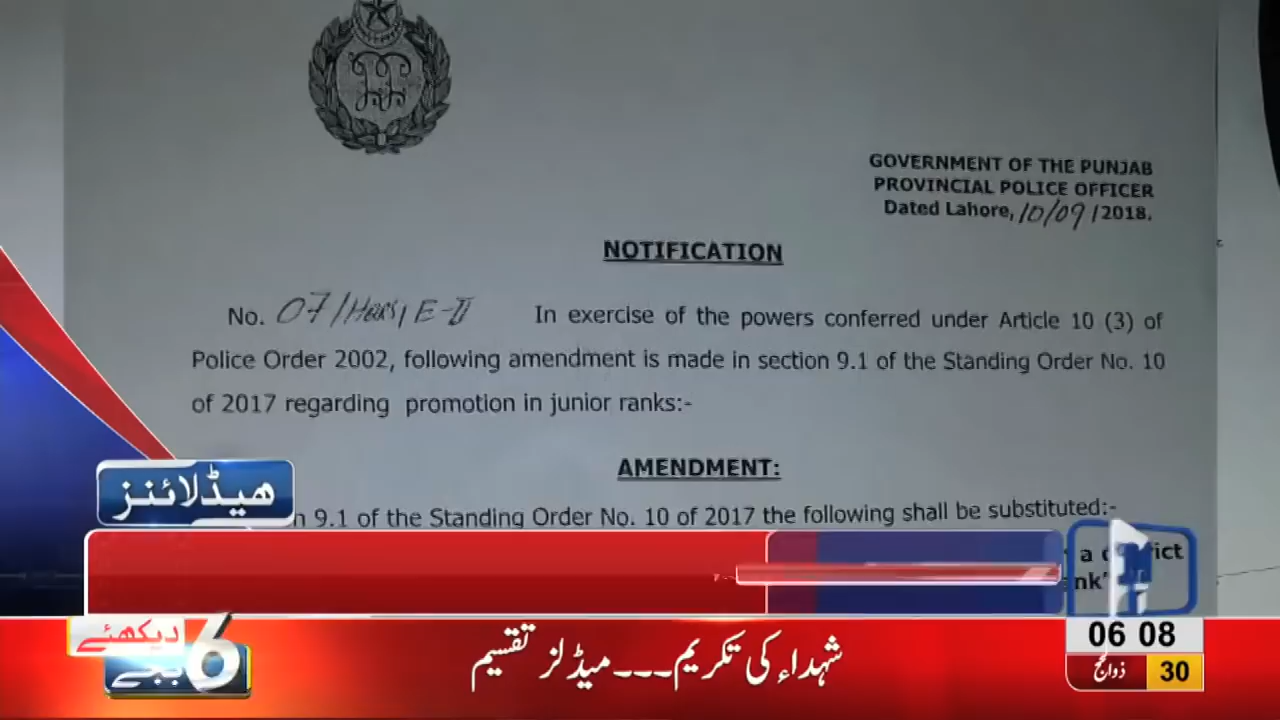 GOVERNMENT OF THE PUNJAB
PROVINCIAL POLICE OFFICER
Dated Lahore, 10/09/2018.
NOTIFICATION
No. 07/ E-II In exercise of the powers conferred under Article 10 (3) of
Police Order 2002, following amendment is made in section 9.1 of the Standing Order No. 10
of 2017 regarding promotion in junior ranks:-
AMENDMENT:
n 9.1 of the Standing Order No. 10 of 2017 the following shall be substituted:-
a
ہیڈلائنز
دیکھئے 6 بجے
شہداء کی تکریم۔۔۔میڈلز تقسیم
06 08
ذوالحج 30